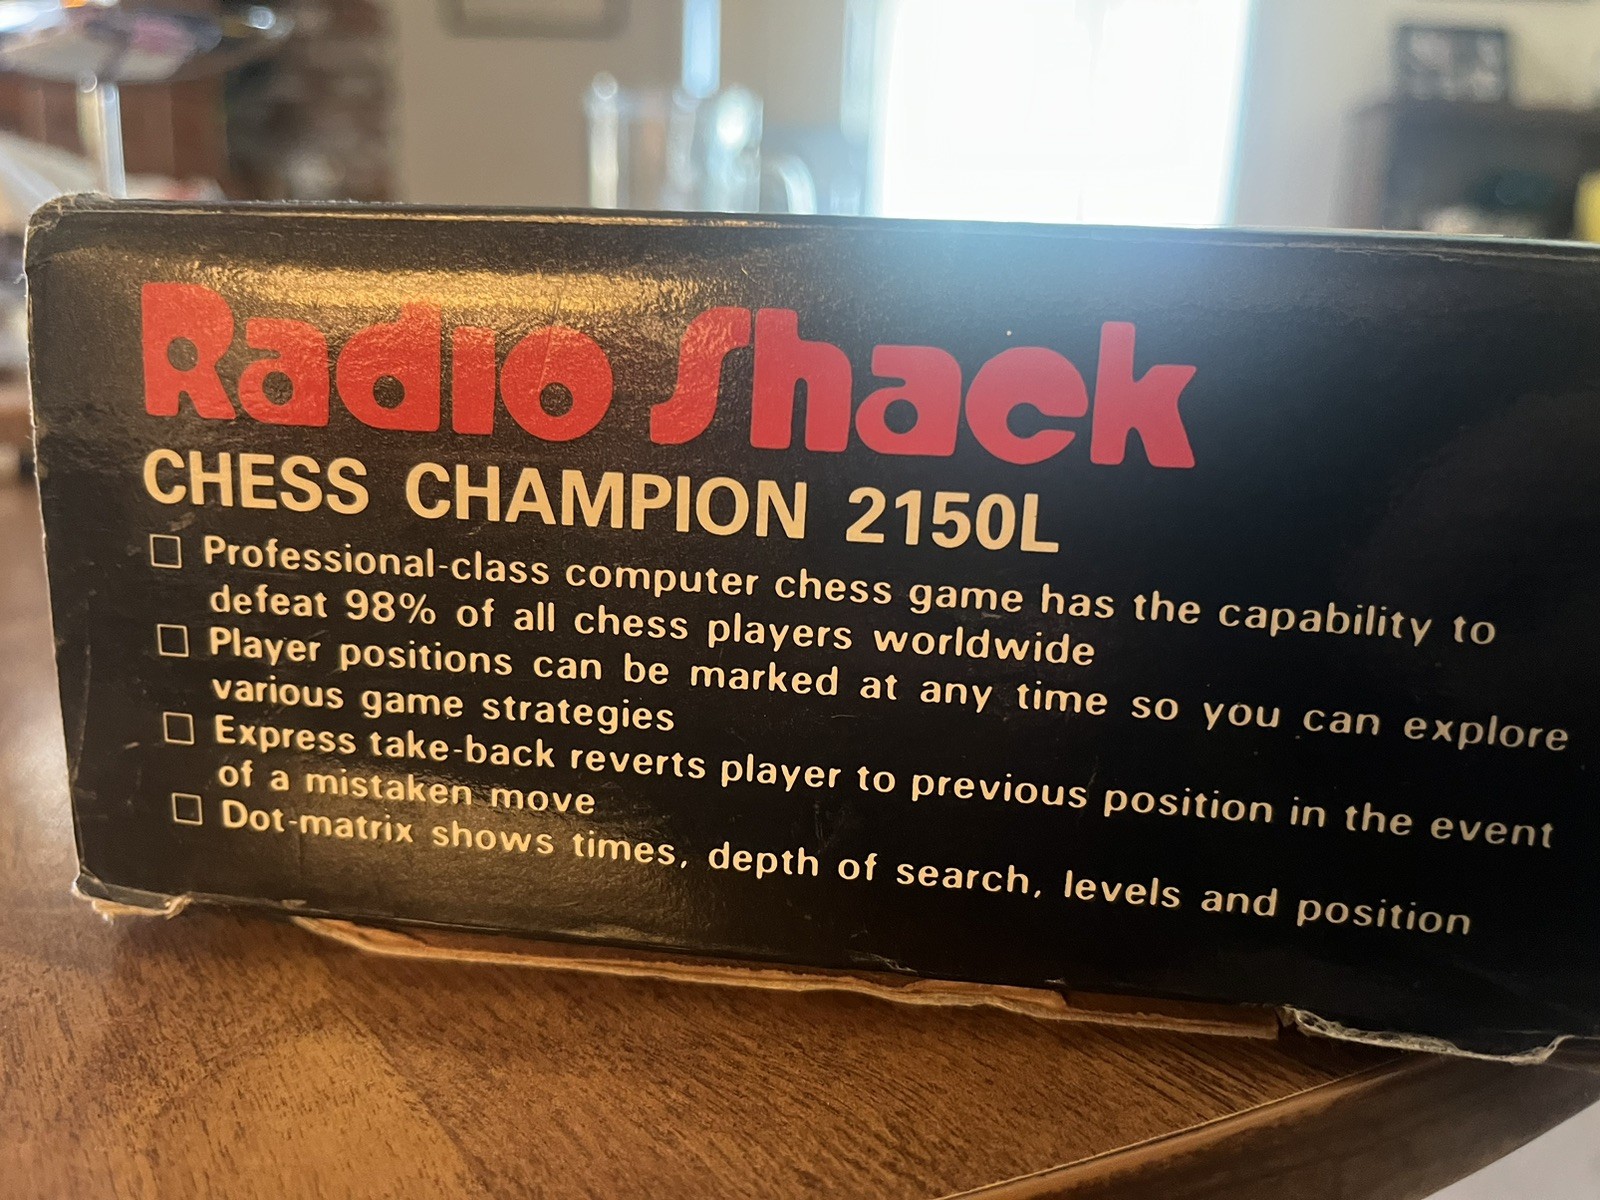 Radio Shack
CHESS CHAMPION 2150L
☐ Professional-class computer chess game has the capability to
defeat 98% of all chess players worldwide
☐ Player positions can be marked at any time so you can explore
various game strategies
☐ Express take-back reverts player to previous position in the event
of a mistaken move
☐ Dot-matrix shows times, depth of search, levels and position